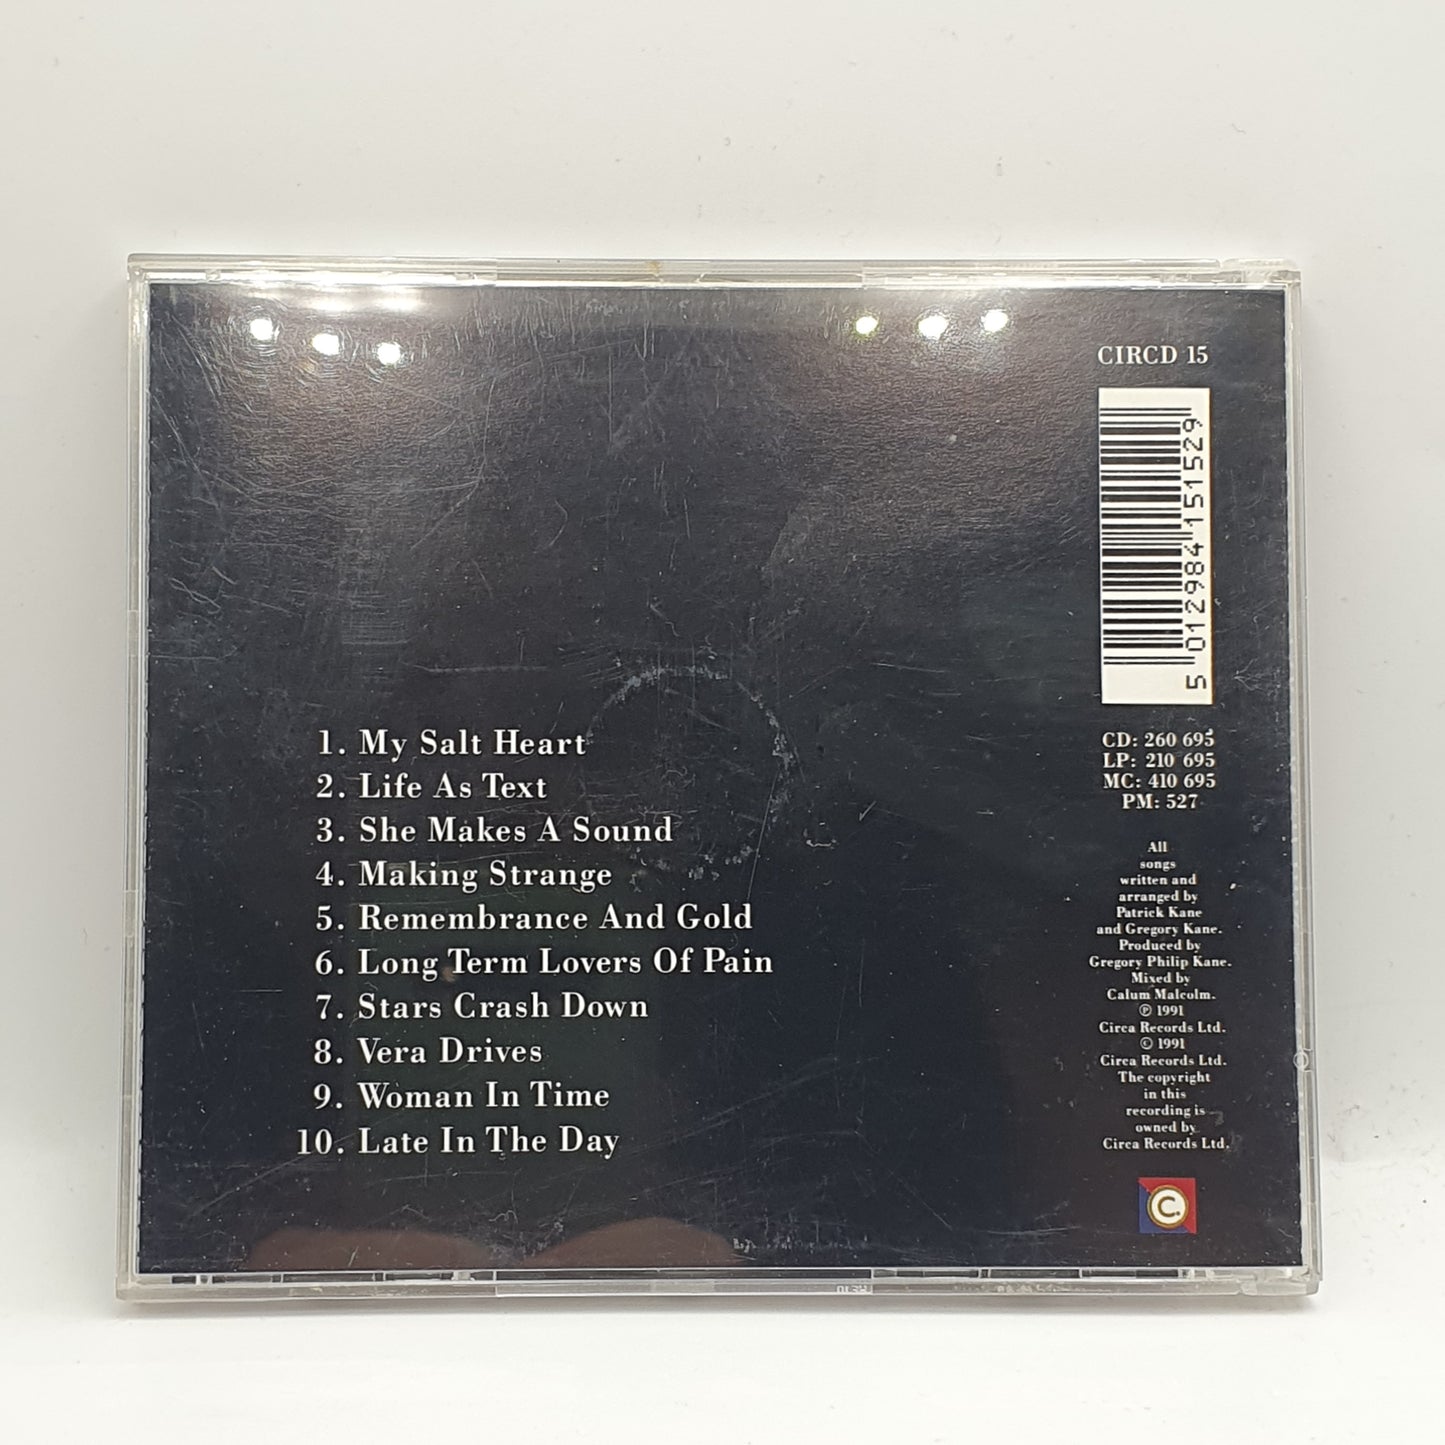 CIRCD 15
5 012984 151529
1. My Salt Heart
2. Life As Text
3. She Makes A Sound
4. Making Strange
5. Remembrance And Gold
6. Long Term Lovers Of Pain
7. Stars Crash Down
8. Vera Drives
9. Woman In Time
10. Late In The Day
CD: 260 695
LP: 210 695
MC: 410 695
PM: 527
All
songs
written and
arranged by
Patrick Kane
and Gregory Kane.
Produced by
Gregory Philip Kane.
Mixed by
Calum Malcolm.
℗ 1991
Circa Records Ltd.
© 1991
Circa Records Ltd.
The copyright
in this
recording is
owned by
Circa Records Ltd.
C.